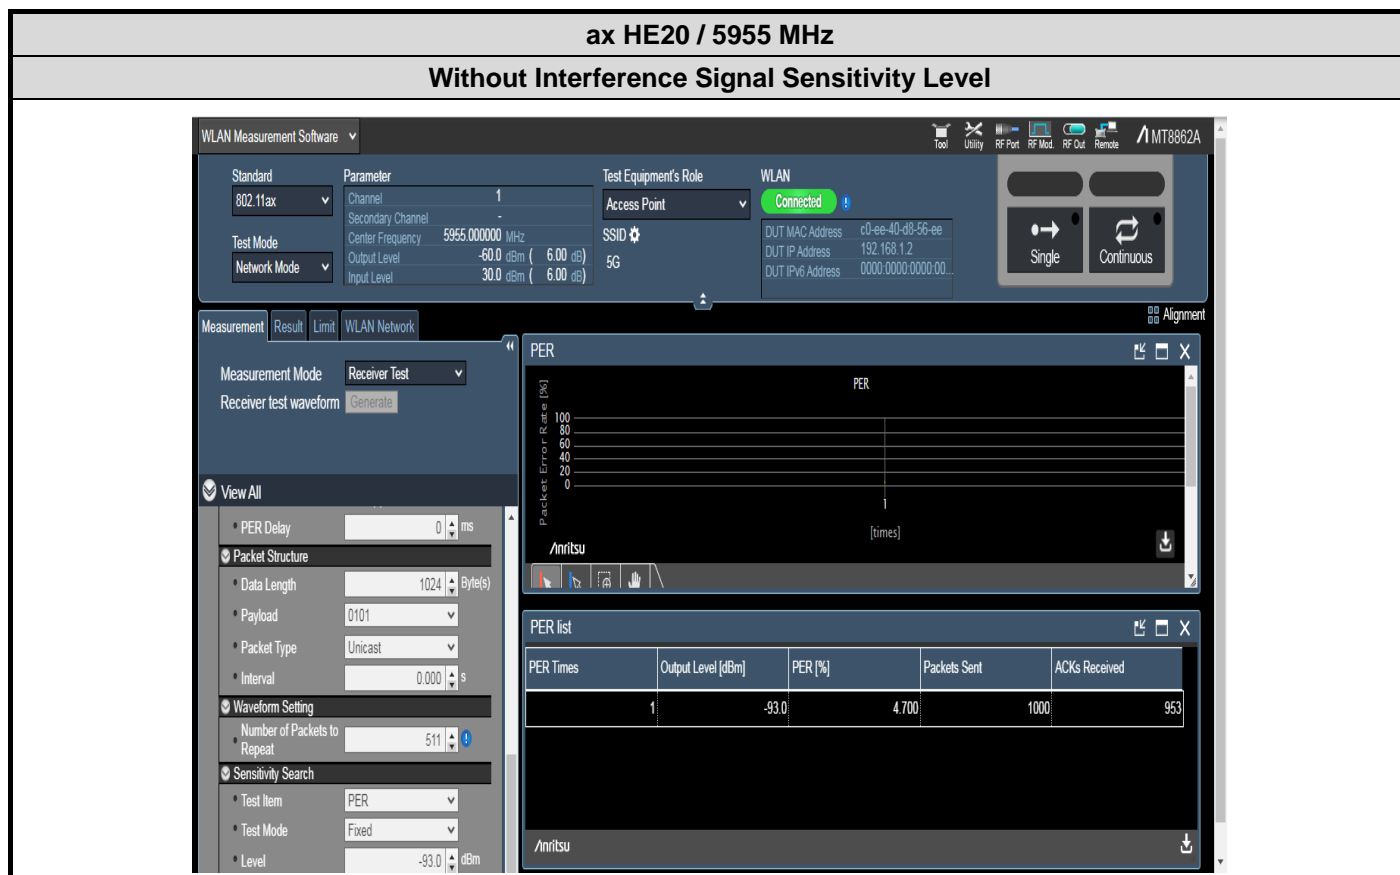 ax HE20 / 5955 MHz
Without Interference Signal Sensitivity Level
WLAN Measurement Software
Tool Utility RF Port RF Mod. RF Out Remote MT8862A
Standard
802.11ax
Test Mode
Network Mode
Parameter
Channel 1
Secondary Channel -
Center Frequency 5955.000000 MHz
Output Level -60.0 dBm ( 6.00 dB)
Input Level 30.0 dBm ( 6.00 dB)
Test Equipment's Role
Access Point
SSID
5G
WLAN
Connected
DUT MAC Address c0-ee-40-d8-56-ee
DUT IP Address 192.168.1.2
DUT IPv6 Address 0000:0000:0000:00...
Single
Continuous
Alignment
Measurement Result Limit WLAN Network
Measurement Mode Receiver Test
Receiver test waveform Generate
View All
PER Delay 0 ms
Packet Structure
Data Length 1024 Byte(s)
Payload 0101
Packet Type Unicast
Interval 0.000 s
Waveform Setting
Number of Packets to Repeat 511
Sensitivity Search
Test Item PER
Test Mode Fixed
Level -93.0 dBm
PER
PER
Packet Error Rate [%]
100
80
60
40
20
0
1
[times]
Anritsu
PER list
PER Times Output Level [dBm] PER [%] Packets Sent ACKs Received
1 -93.0 4.700 1000 953
Anritsu